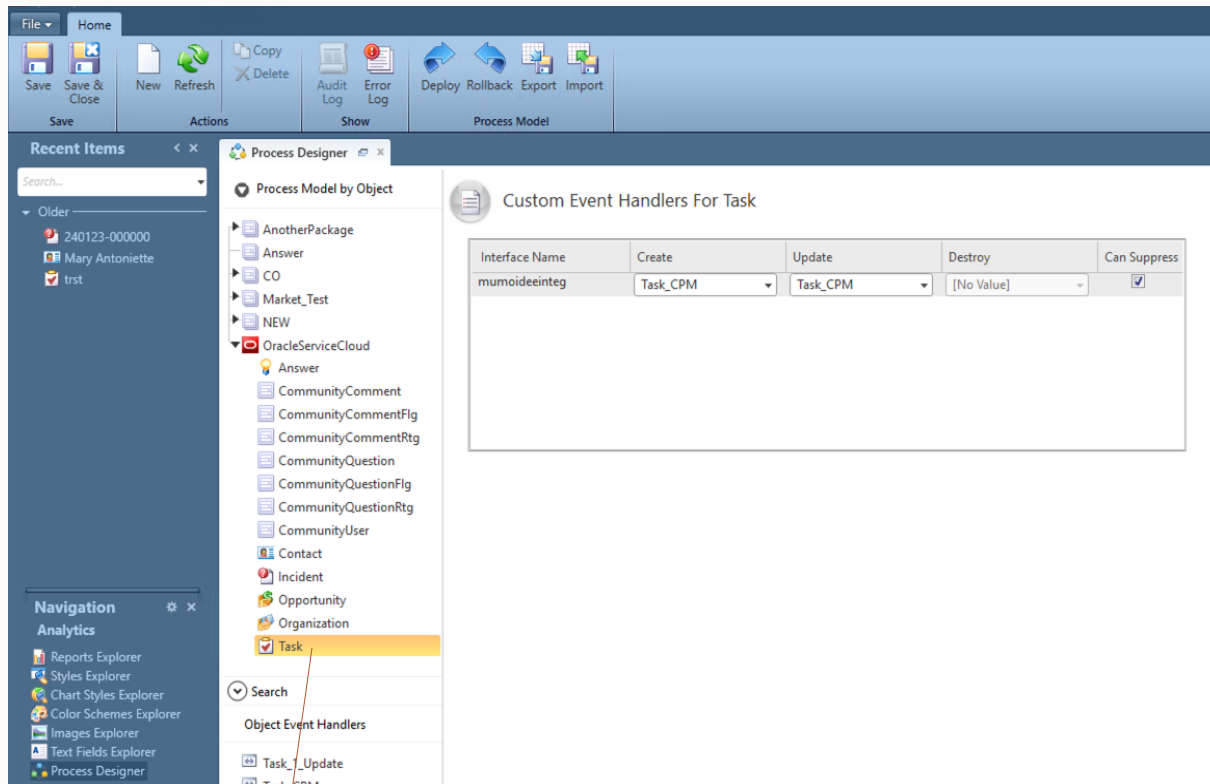 File
Home
Save
Save &
Close
New
Refresh
Copy
Delete
Audit
Log
Error
Log
Deploy
Rollback
Export
Import
Save
Actions
Show
Process Model
Recent Items
Search...
Older
240123-000000
Mary Antoniette
trst
Navigation
Analytics
Reports Explorer
Styles Explorer
Chart Styles Explorer
Color Schemes Explorer
Images Explorer
Text Fields Explorer
Process Designer
Process Designer
Process Model by Object
AnotherPackage
Answer
CO
Market_Test
NEW
OracleServiceCloud
Answer
CommunityComment
CommunityCommentFlg
CommunityCommentRtg
CommunityQuestion
CommunityQuestionFlg
CommunityQuestionRtg
CommunityUser
Contact
Incident
Opportunity
Organization
Task
Search
Object Event Handlers
Task_1_Update
Task_CPM
Custom Event Handlers For Task
Interface Name Create Update Destroy Can Suppress
mumoideeinteg Task_CPM Task_CPM [No Value]